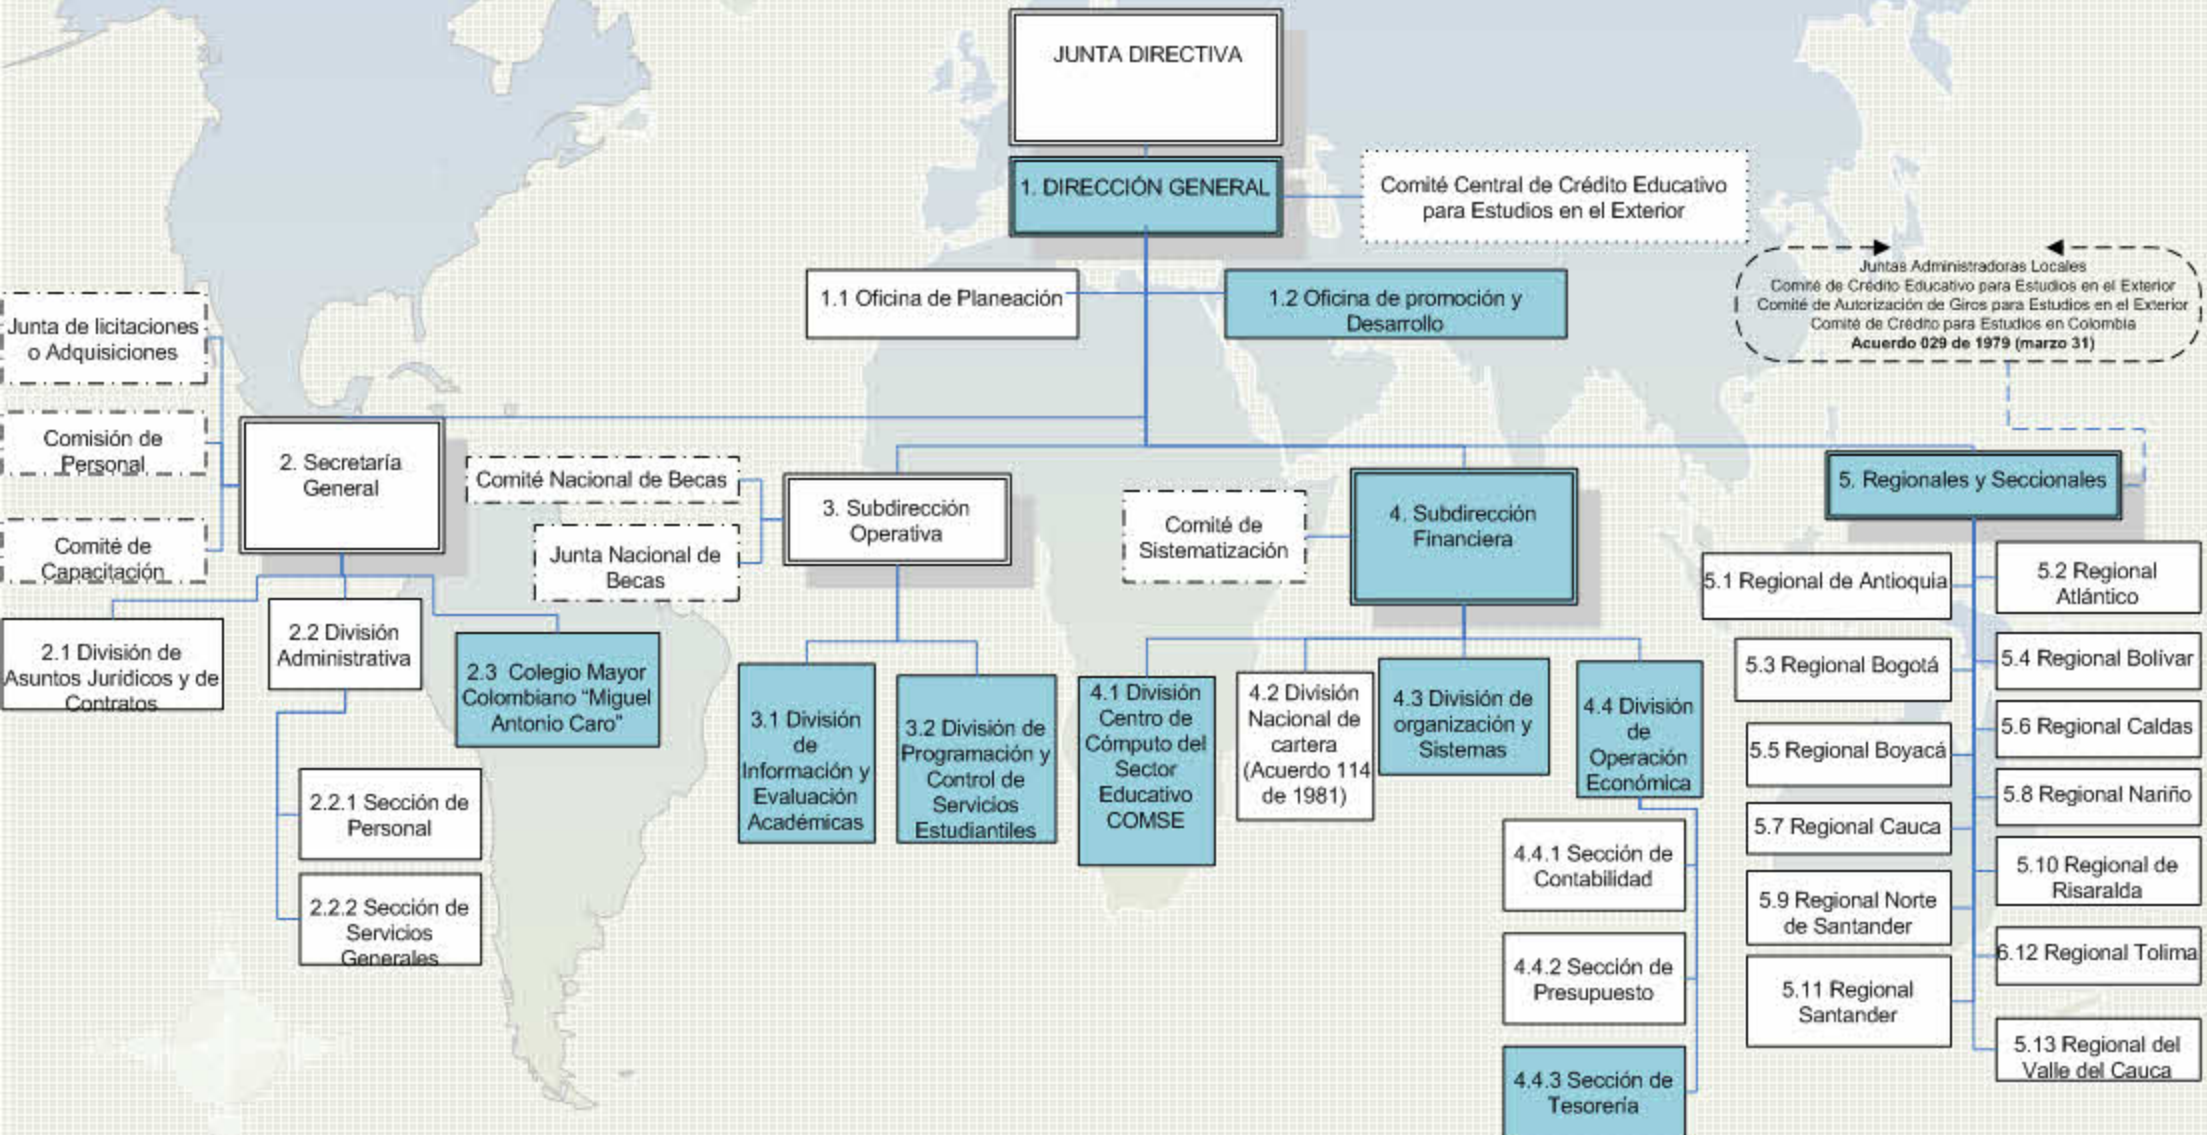 JUNTA DIRECTIVA
1. DIRECCIÓN GENERAL
Comité Central de Crédito Educativo
para Estudios en el Exterior
1.1 Oficina de Planeación
1.2 Oficina de promoción y
Desarrollo
Juntas Administradoras Locales
Comité de Crédito Educativo para Estudios en el Exterior
Comité de Autorización de Giros para Estudios en el Exterior
Comité de Crédito para Estudios en Colombia
Acuerdo 029 de 1979 (marzo 31)
Junta de licitaciones
o Adquisiciones
Comisión de
Personal
Comité de
Capacitación
2. Secretaría
General
Comité Nacional de Becas
Junta Nacional de
Becas
3. Subdirección
Operativa
Comité de
Sistematización
4. Subdirección
Financiera
5. Regionales y Seccionales
2.1 División de
Asuntos Jurídicos y de
Contratos
2.2 División
Administrativa
2.3 Colegio Mayor
Colombiano “Miguel
Antonio Caro”
2.2.1 Sección de
Personal
2.2.2 Sección de
Servicios
Generales
3.1 División
de
Información y
Evaluación
Académicas
3.2 División de
Programación y
Control de
Servicios
Estudiantiles
4.1 División
Centro de
Cómputo del
Sector
Educativo
COMSE
4.2 División
Nacional de
cartera
(Acuerdo 114
de 1981)
4.3 División de
organización y
Sistemas
4.4 División
de
Operación
Económica
4.4.1 Sección de
Contabilidad
4.4.2 Sección de
Presupuesto
4.4.3 Sección de
Tesorería
5.1 Regional de Antioquia
5.2 Regional
Atlántico
5.3 Regional Bogotá
5.4 Regional Bolívar
5.5 Regional Boyacá
5.6 Regional Caldas
5.7 Regional Cauca
5.8 Regional Nariño
5.9 Regional Norte
de Santander
5.10 Regional de
Risaralda
5.11 Regional
Santander
6.12 Regional Tolima
5.13 Regional del
Valle del Cauca